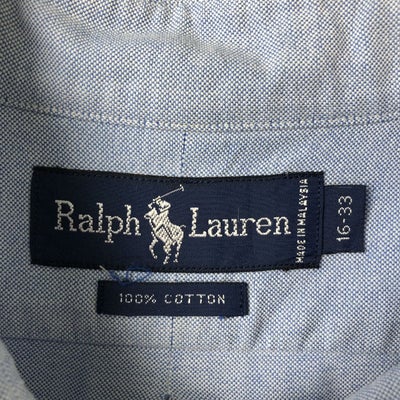 Ralph Lauren
MADE IN MALAYSIA
16-33
100% COTTON